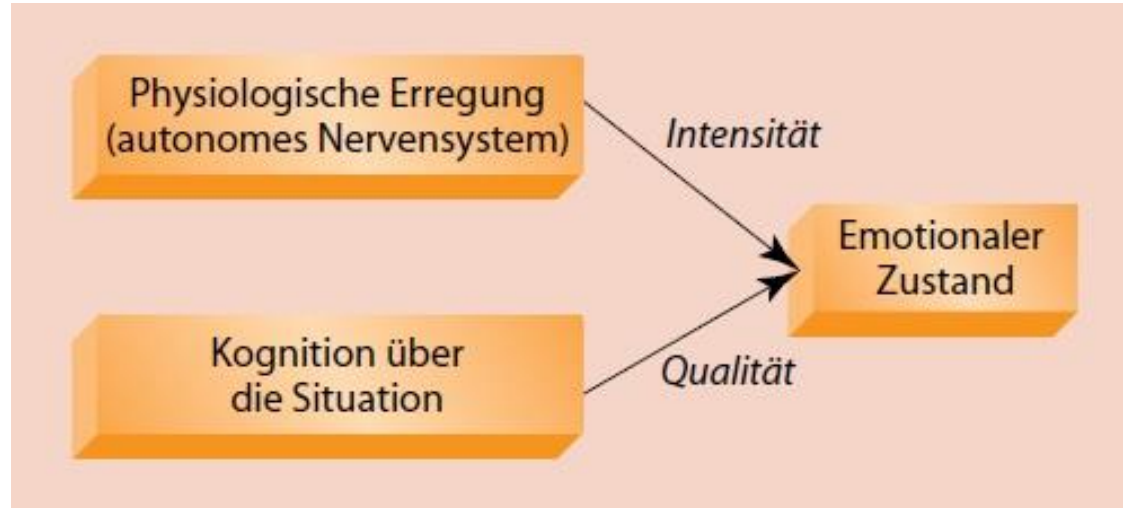 Physiologische Erregung
(autonomes Nervensystem)
Intensität
Emotionaler
Zustand
Kognition über
die Situation
Qualität